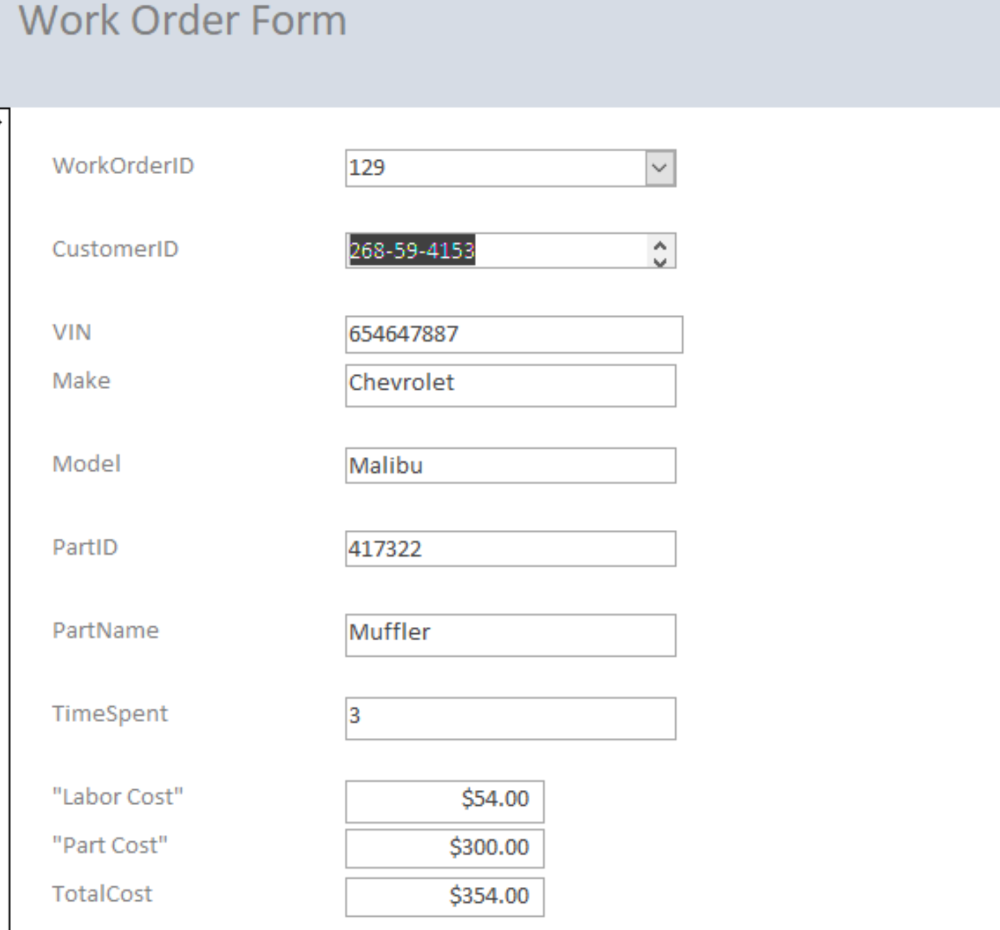 Work Order Form
WorkOrderID 129
CustomerID 268-59-4153
VIN 654647887
Make Chevrolet
Model Malibu
PartID 417322
PartName Muffler
TimeSpent 3
"Labor Cost" $54.00
"Part Cost" $300.00
TotalCost $354.00